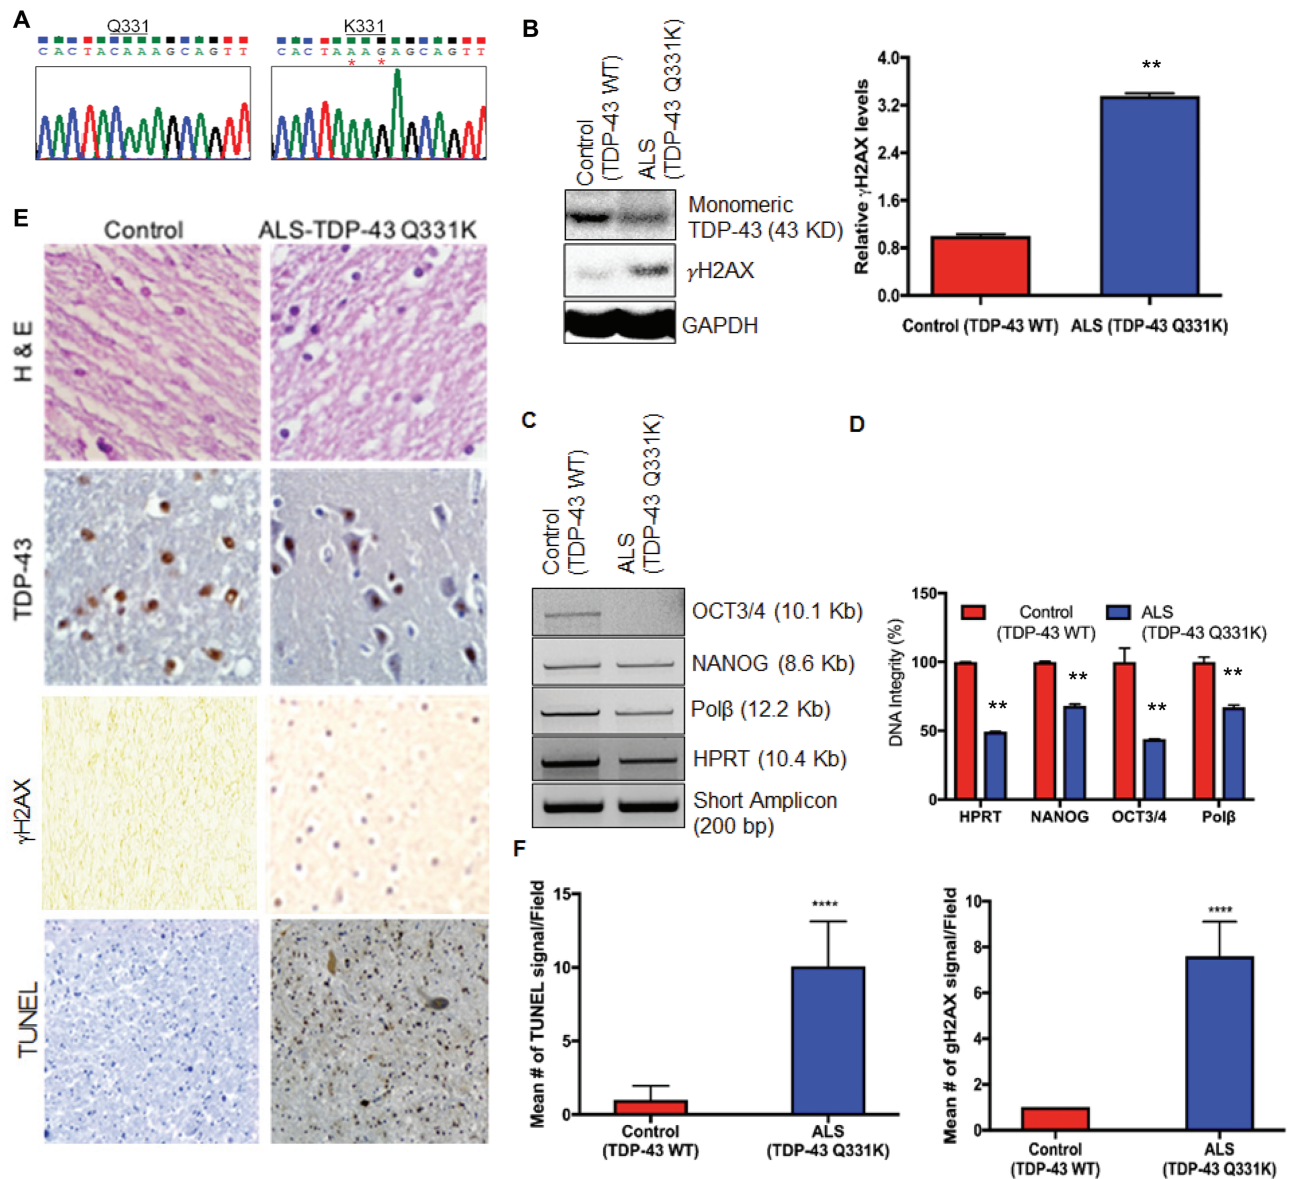 A
Q331
C A C T A C A A A G C A G T T
K331
C A C T A A A G A G C A G T T
* *
B
Control
(TDP-43 WT)
ALS
(TDP-43 Q331K)
Monomeric
TDP-43 (43 KD)
γH2AX
GAPDH
Relative γH2AX levels
4.0
3.2
2.4
1.6
0.8
0.0
**
Control (TDP-43 WT)
ALS (TDP-43 Q331K)
C
Control
(TDP-43 WT)
ALS
(TDP-43 Q331K)
OCT3/4 (10.1 Kb)
NANOG (8.6 Kb)
Polβ (12.2 Kb)
HPRT (10.4 Kb)
Short Amplicon
(200 bp)
D
DNA Integrity (%)
150
100
50
0
Control
(TDP-43 WT)
ALS
(TDP-43 Q331K)
**
**
**
**
HPRT
NANOG
OCT3/4
Polβ
E
Control
ALS-TDP-43 Q331K
H & E
TDP-43
γH2AX
TUNEL
F
Mean # of TUNEL signal/Field
15
10
5
0
****
Control
(TDP-43 WT)
ALS
(TDP-43 Q331K)
Mean # of gH2AX signal/Field
10
8
6
4
2
0
****
Control
(TDP-43 WT)
ALS
(TDP-43 Q331K)